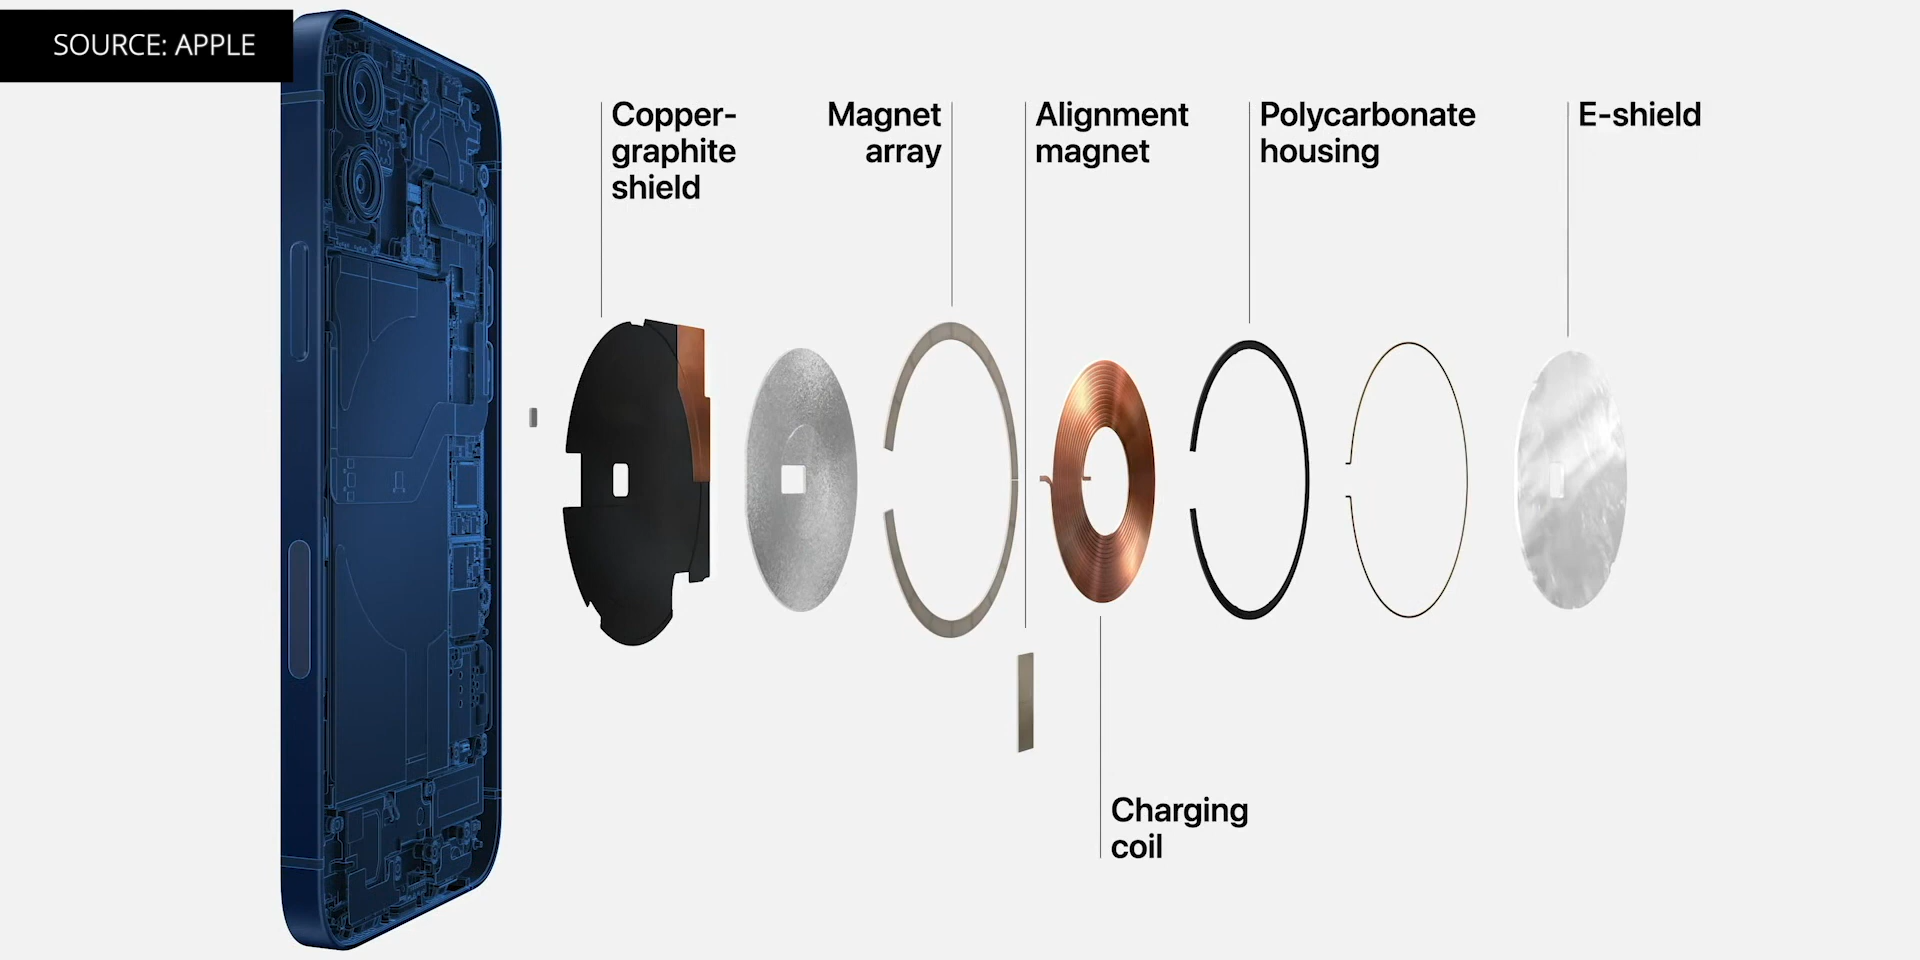 SOURCE: APPLE
Copper-
graphite
shield
Magnet
array
Alignment
magnet
Polycarbonate
housing
E-shield
Charging
coil